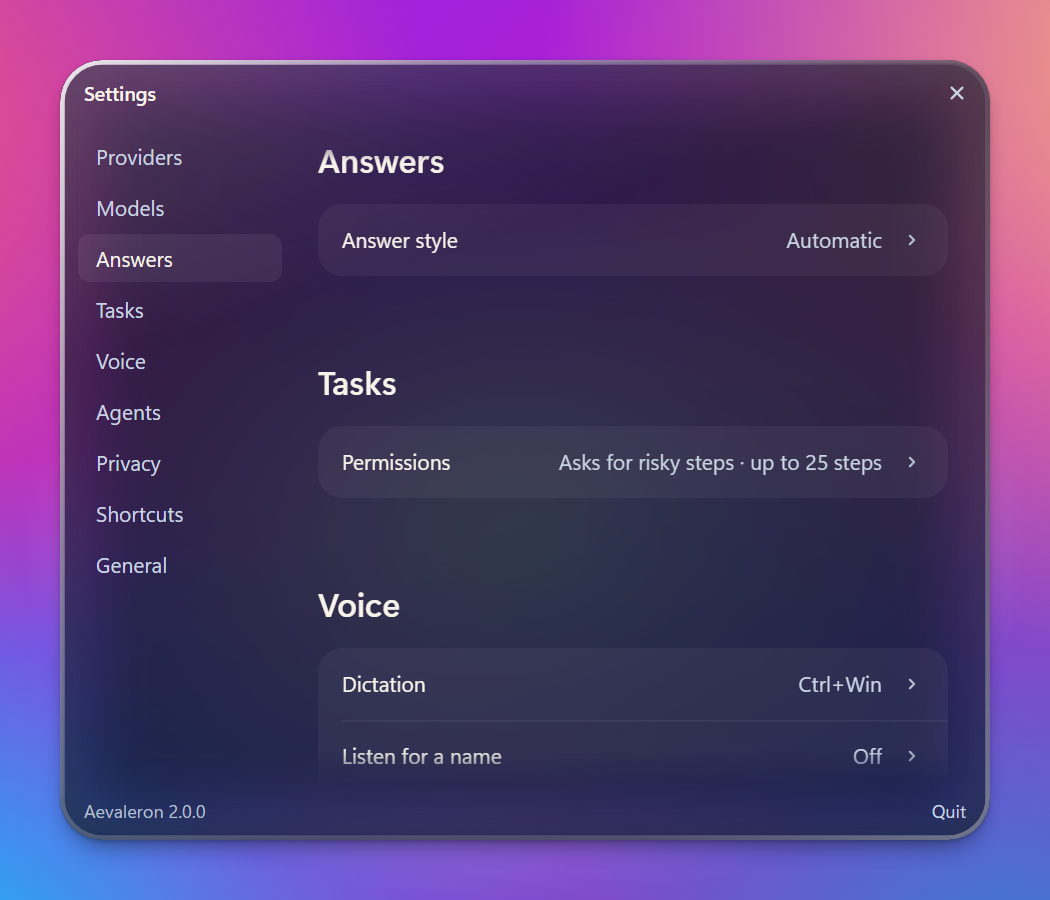 Settings
Providers
Models
Answers
Tasks
Voice
Agents
Privacy
Shortcuts
General
Answers
Answer style Automatic
Tasks
Permissions Asks for risky steps · up to 25 steps
Voice
Dictation Ctrl+Win
Listen for a name Off
Aevaleron 2.0.0
Quit